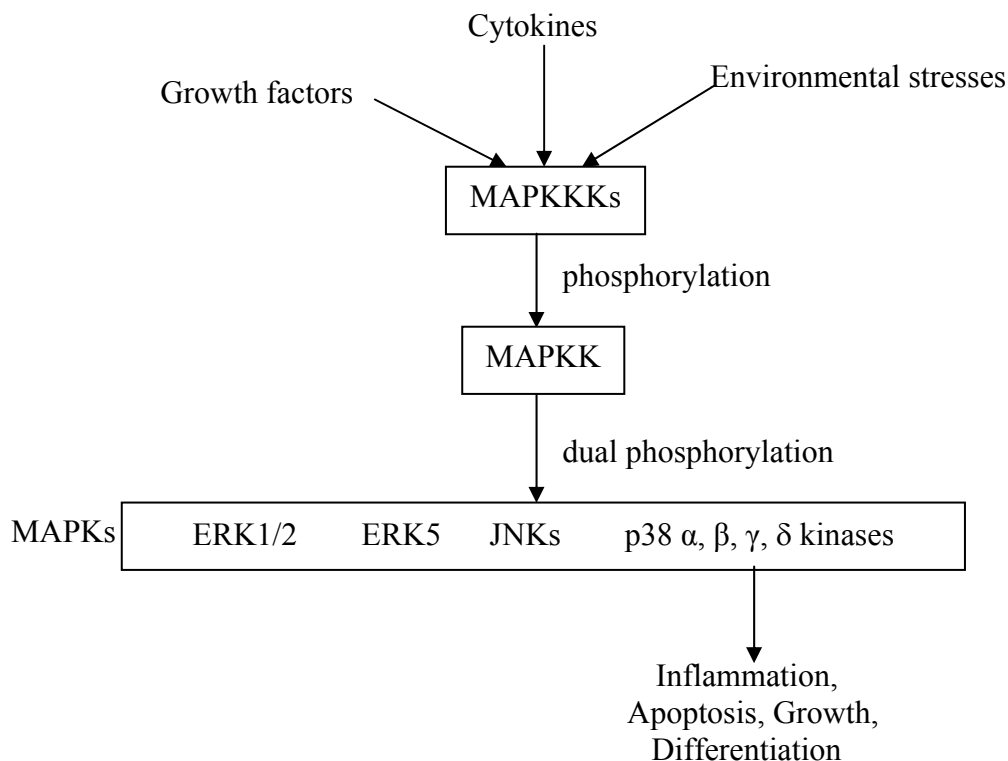 Cytokines
Growth factors
Environmental stresses
MAPKKKs
phosphorylation
MAPKK
dual phosphorylation
MAPKs
ERK1/2 ERK5 JNKs p38 α, β, γ, δ kinases
Inflammation,
Apoptosis, Growth,
Differentiation